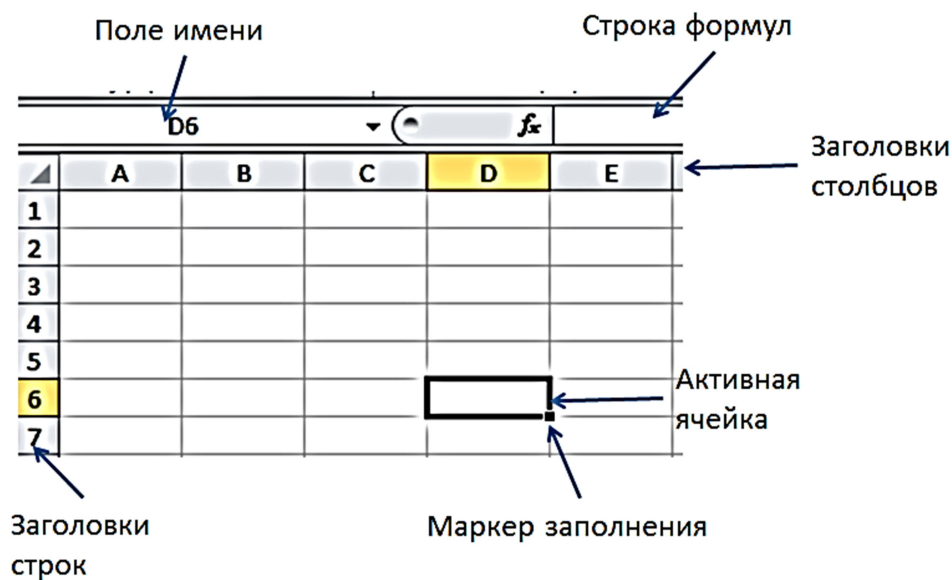 Поле имени
Строка формул
D6
fx
Заголовки
столбцов
A B C D E
1
2
3
4
5
6
7
Активная
ячейка
Заголовки
строк
Маркер заполнения